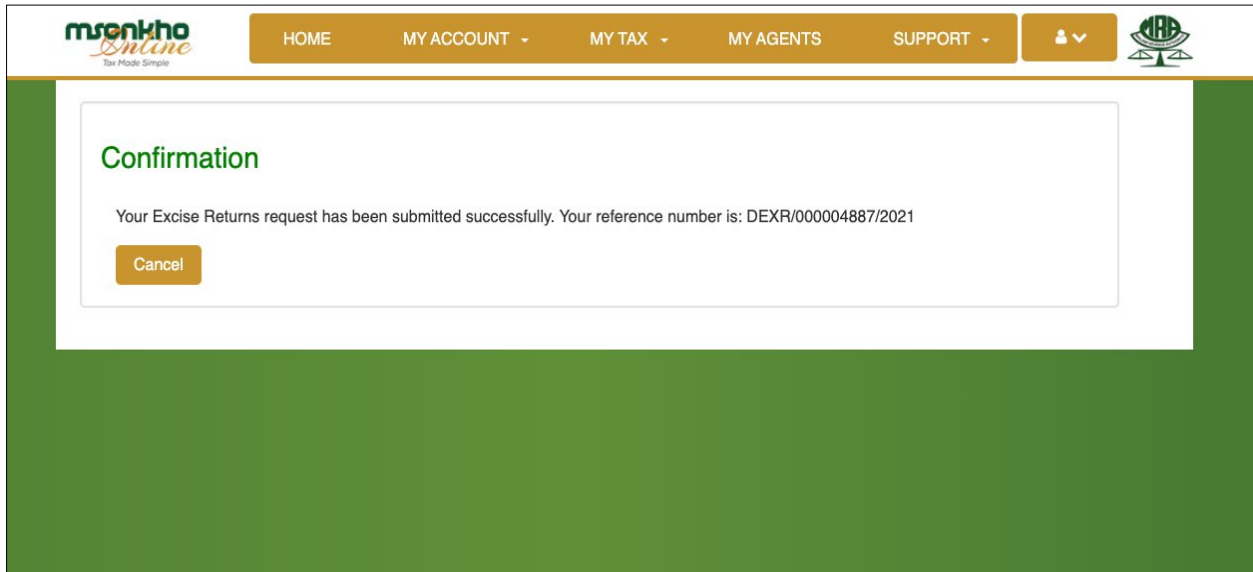 msonkho
Online
Tax Made Simple
HOME
MY ACCOUNT
MY TAX
MY AGENTS
SUPPORT
MRA
Confirmation
Your Excise Returns request has been submitted successfully. Your reference number is: DEXR/000004887/2021
Cancel